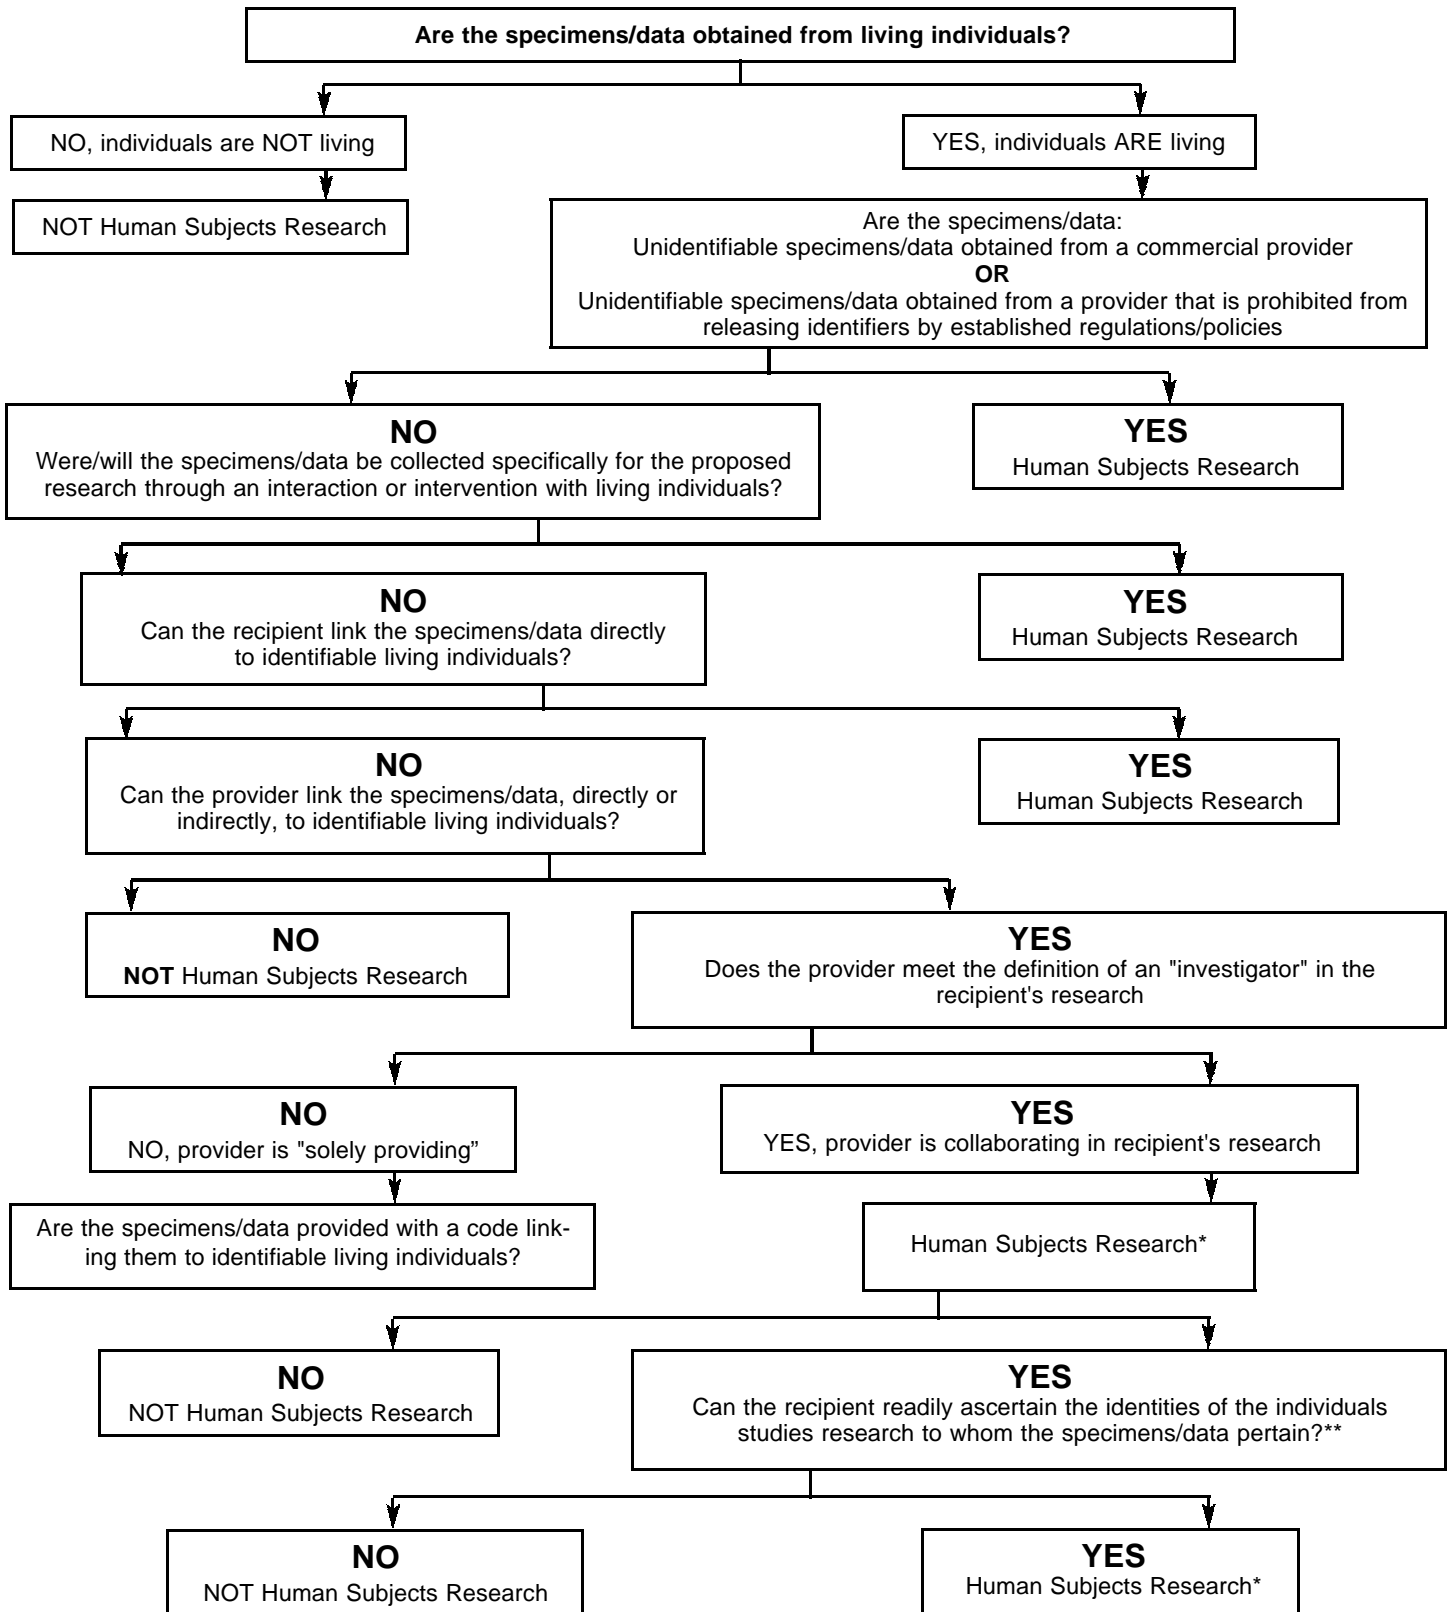 Are the specimens/data obtained from living individuals?
NO, individuals are NOT living
YES, individuals ARE living
NOT Human Subjects Research
Are the specimens/data:
Unidentifiable specimens/data obtained from a commercial provider
OR
Unidentifiable specimens/data obtained from a provider that is prohibited from
releasing identifiers by established regulations/policies
NO
Were/will the specimens/data be collected specifically for the proposed
research through an interaction or intervention with living individuals?
YES
Human Subjects Research
NO
Can the recipient link the specimens/data directly
to identifiable living individuals?
YES
Human Subjects Research
NO
Can the provider link the specimens/data, directly or
indirectly, to identifiable living individuals?
YES
Human Subjects Research
NO
NOT Human Subjects Research
YES
Does the provider meet the definition of an "investigator" in the
recipient's research
NO
NO, provider is "solely providing”
YES
YES, provider is collaborating in recipient's research
Are the specimens/data provided with a code link-
ing them to identifiable living individuals?
Human Subjects Research*
NO
NOT Human Subjects Research
YES
Can the recipient readily ascertain the identities of the individuals
studies research to whom the specimens/data pertain?**
NO
NOT Human Subjects Research
YES
Human Subjects Research*